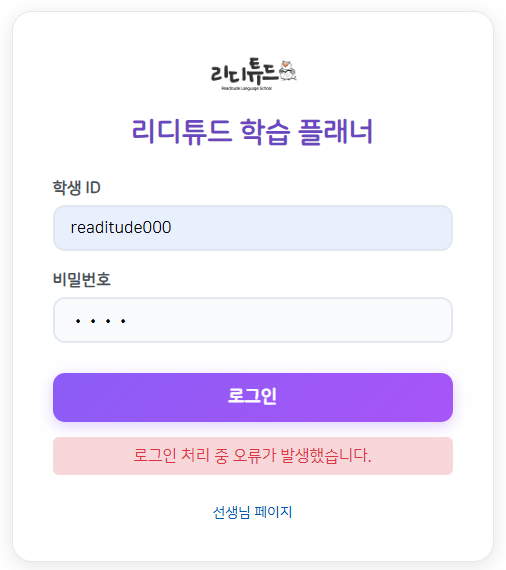 리디튜드
Readitude Language School
리디튜드 학습 플래너
학생 ID
readitude000
비밀번호
로그인
로그인 처리 중 오류가 발생했습니다.
선생님 페이지